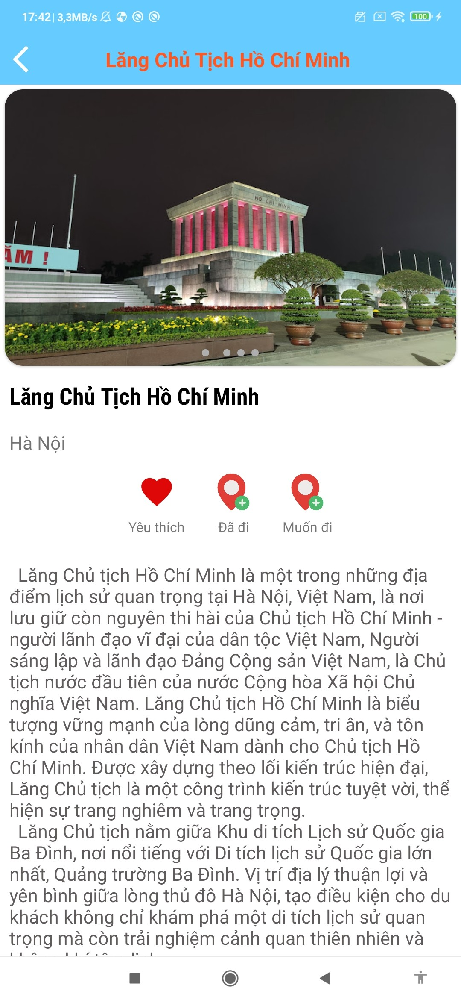 17:42 | 3,3MB/s
100
Lăng Chủ Tịch Hồ Chí Minh
HO - CHI - MINH
ĂM !
Lăng Chủ Tịch Hồ Chí Minh
Hà Nội
Yêu thích
Đã đi
Muốn đi
Lăng Chủ tịch Hồ Chí Minh là một trong những địa
điểm lịch sử quan trọng tại Hà Nội, Việt Nam, là nơi
lưu giữ còn nguyên thi hài của Chủ tịch Hồ Chí Minh -
người lãnh đạo vĩ đại của dân tộc Việt Nam, Người
sáng lập và lãnh đạo Đảng Cộng sản Việt Nam, là Chủ
tịch nước đầu tiên của nước Cộng hòa Xã hội Chủ
nghĩa Việt Nam. Lăng Chủ tịch Hồ Chí Minh là biểu
tượng vững mạnh của lòng dũng cảm, tri ân, và tôn
kính của nhân dân Việt Nam dành cho Chủ tịch Hồ
Chí Minh. Được xây dựng theo lối kiến trúc hiện đại,
Lăng Chủ tịch là một công trình kiến trúc tuyệt vời, thể
hiện sự trang nghiêm và trang trọng.
Lăng Chủ tịch nằm giữa Khu di tích Lịch sử Quốc gia
Ba Đình, nơi nổi tiếng với Di tích lịch sử Quốc gia lớn
nhất, Quảng trường Ba Đình. Vị trí địa lý thuận lợi và
yên bình giữa lòng thủ đô Hà Nội, tạo điều kiện cho du
khách không chỉ khám phá một di tích lịch sử quan
trọng mà còn trải nghiệm cảnh quan thiên nhiên và